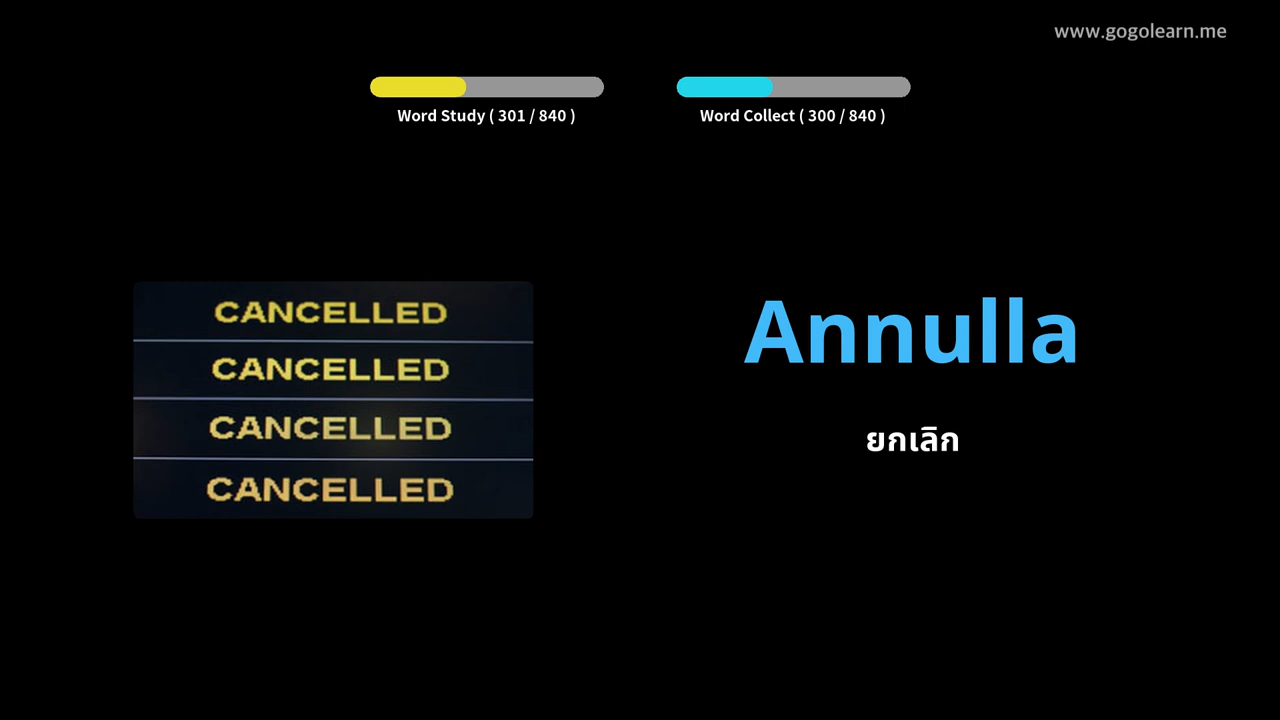 www.gogolearn.me
Word Study ( 301 / 840 )
Word Collect ( 300 / 840 )
CANCELLED
CANCELLED
CANCELLED
CANCELLED
Annulla
ยกเลิก